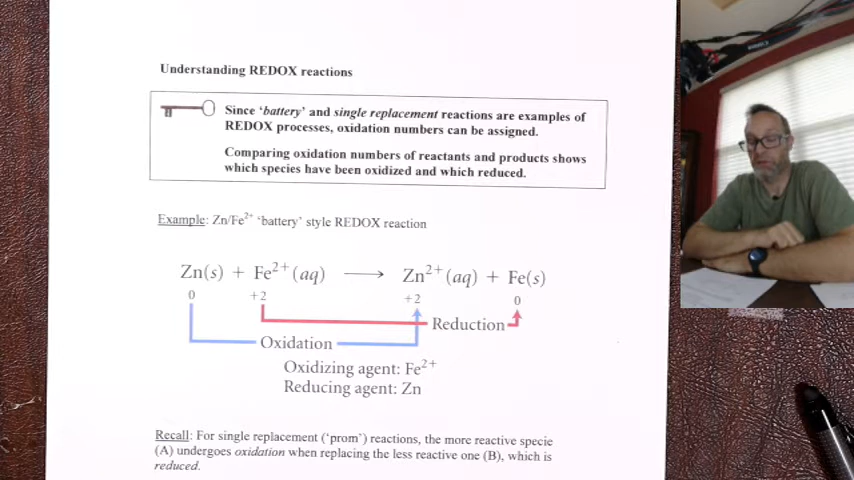 Understanding REDOX reactions
Since ‘battery’ and single replacement reactions are examples of
REDOX processes, oxidation numbers can be assigned.
Comparing oxidation numbers of reactants and products shows
which species have been oxidized and which reduced.
Example: Zn/Fe²⁺ ‘battery’ style REDOX reaction
Zn(s) + Fe²⁺(aq) ⟶ Zn²⁺(aq) + Fe(s)
0 +2 +2 0
Reduction
Oxidation
Oxidizing agent: Fe²⁺
Reducing agent: Zn
Recall: For single replacement (‘prom’) reactions, the more reactive specie
(A) undergoes oxidation when replacing the less reactive one (B), which is
reduced.